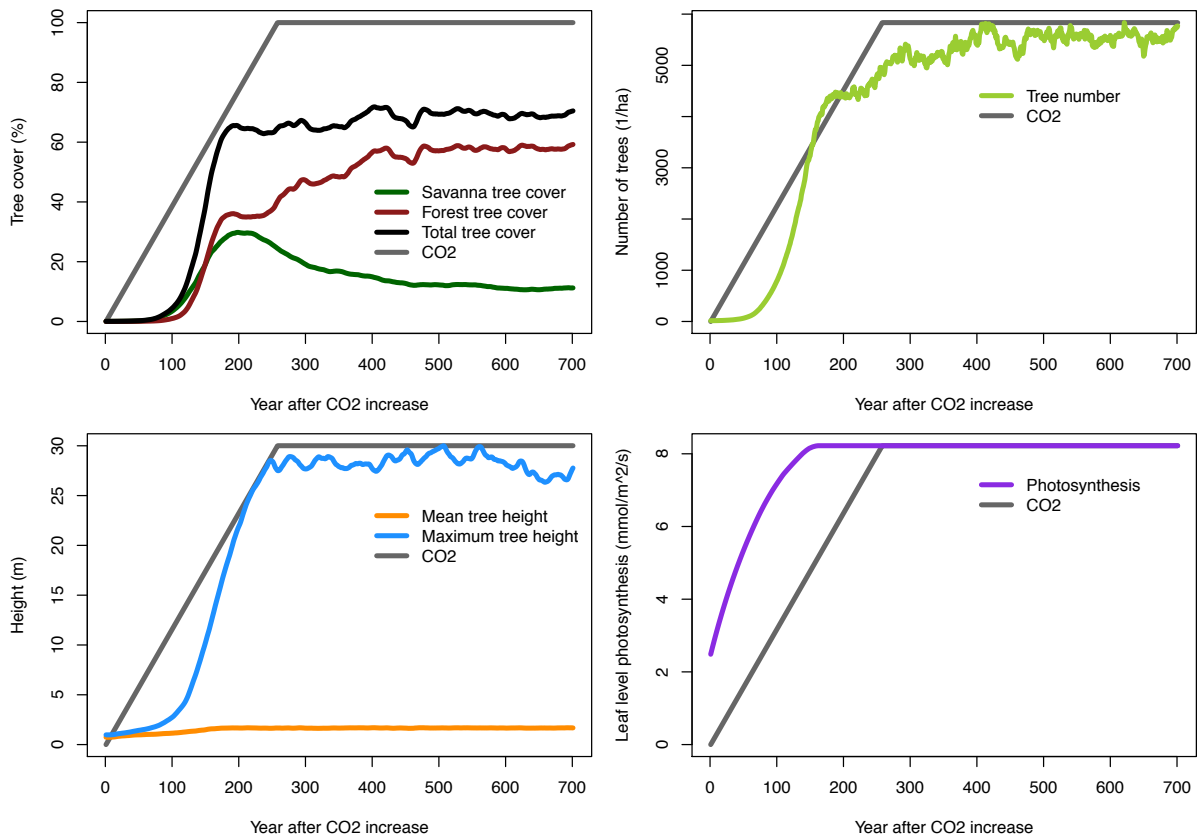 Tree cover (%)
100
80
60
40
20
0
Savanna tree cover
Forest tree cover
Total tree cover
CO2
0 100 200 300 400 500 600 700
Year after CO2 increase
Number of trees (1/ha)
5000
3000
1000
0
Tree number
CO2
0 100 200 300 400 500 600 700
Year after CO2 increase
Height (m)
30
25
20
15
10
5
0
Mean tree height
Maximum tree height
CO2
0 100 200 300 400 500 600 700
Year after CO2 increase
Leaf level photosynthesis (mmol/m^2/s)
8
6
4
2
0
Photosynthesis
CO2
0 100 200 300 400 500 600 700
Year after CO2 increase